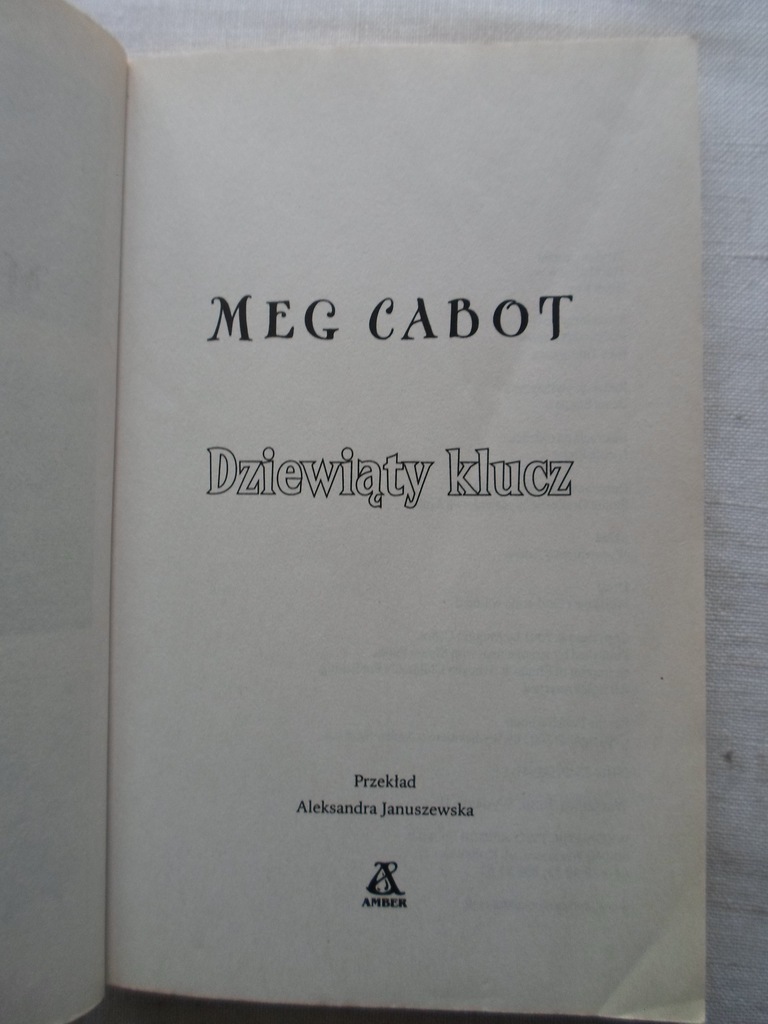 MEG CABOT
Dziewiąty klucz
Przekład
Aleksandra Januszewska
A
AMBER